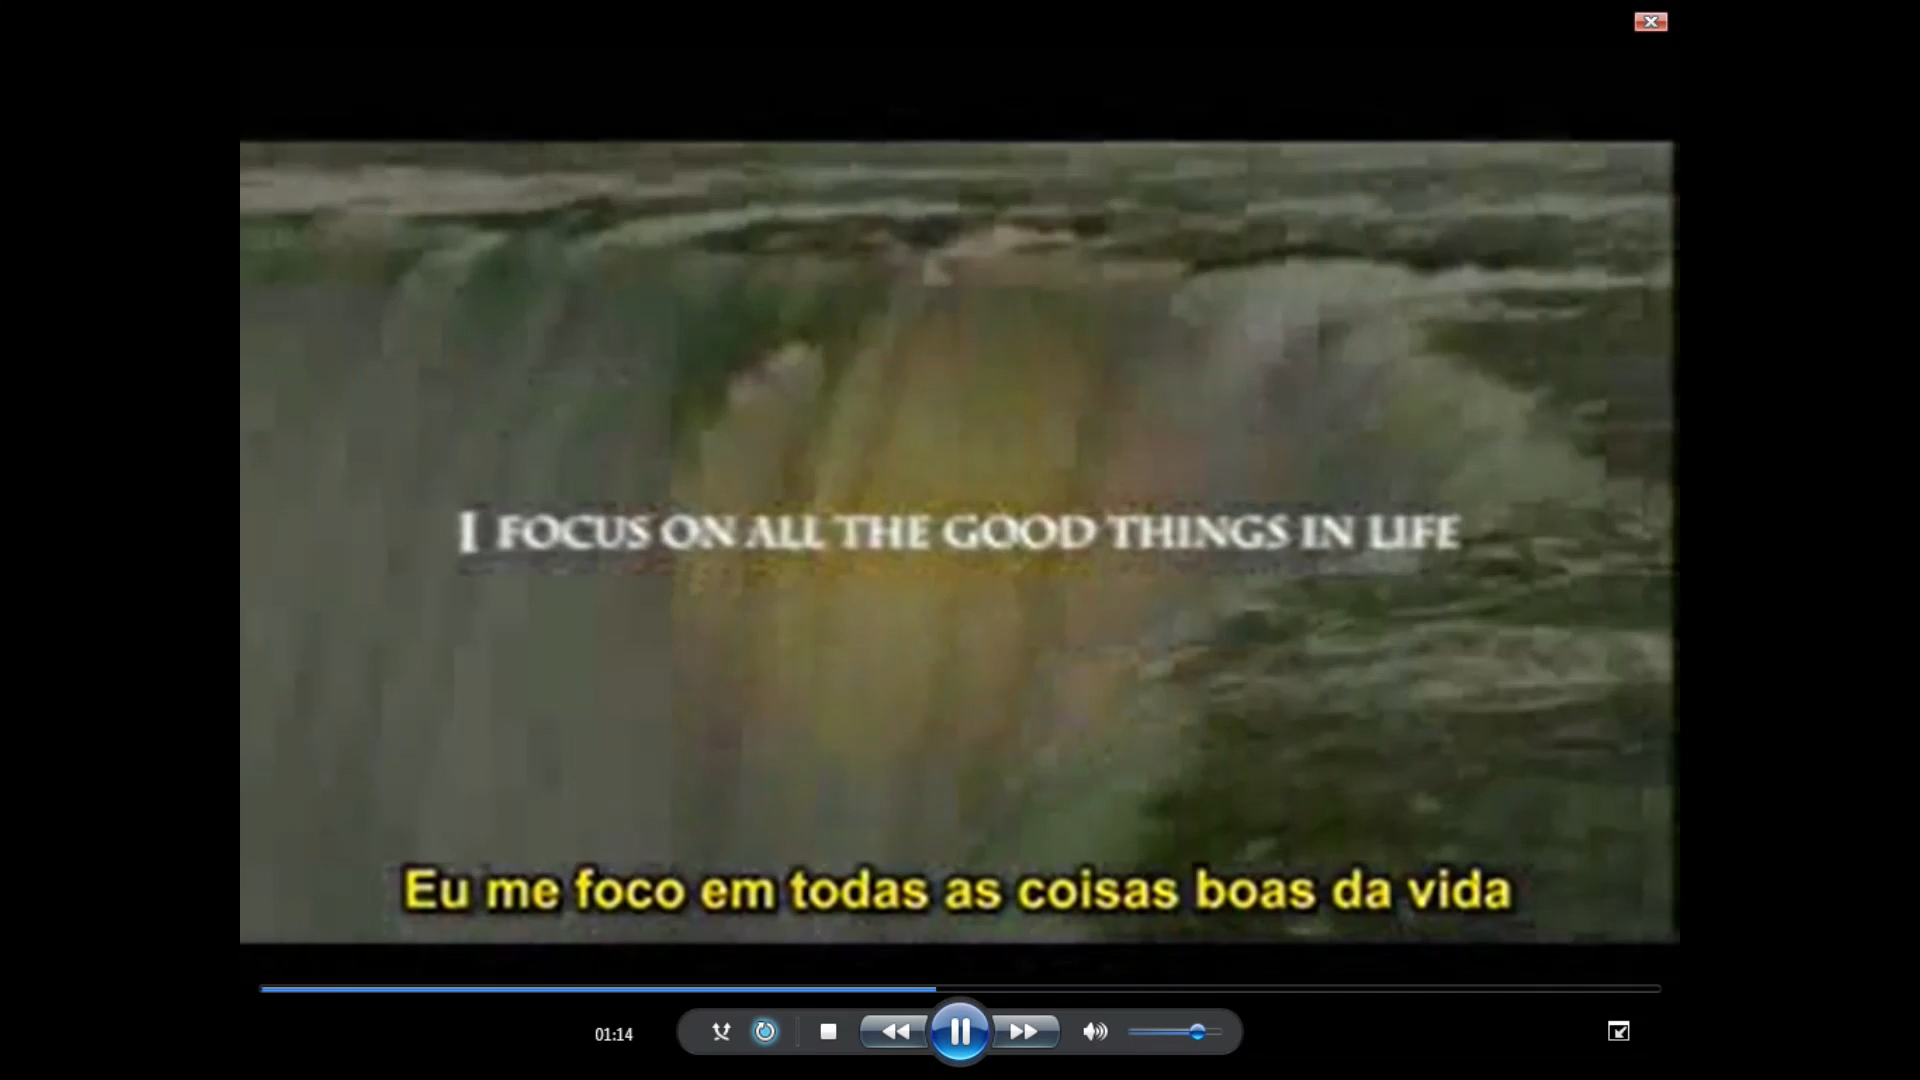 I FOCUS ON ALL THE GOOD THINGS IN LIFE
Eu me foco em todas as coisas boas da vida
01:14